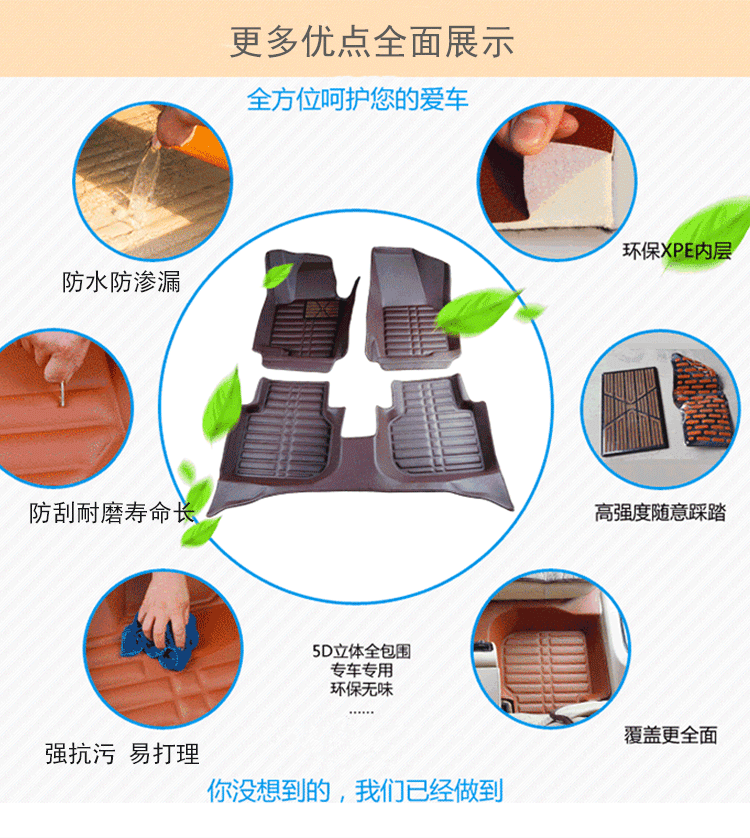 更多优点全面展示
全方位呵护您的爱车
防水防渗漏
环保XPE内层
防刮耐磨寿命长
高强度随意踩踏
5D立体全包围
专车专用
环保无味
......
强抗污 易打理
覆盖更全面
你没想到的，我们已经做到